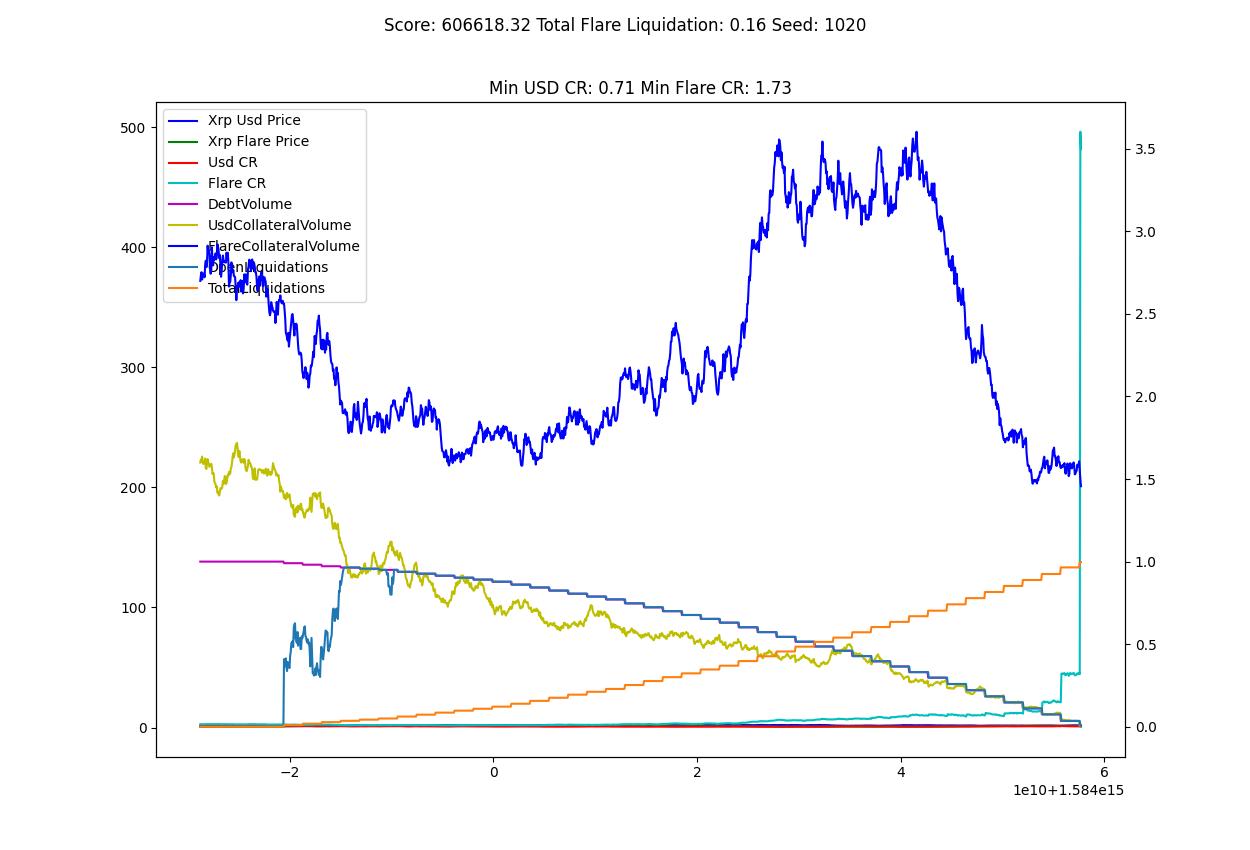 Score: 606618.32 Total Flare Liquidation: 0.16 Seed: 1020
Min USD CR: 0.71 Min Flare CR: 1.73
Xrp Usd Price
Xrp Flare Price
Usd CR
Flare CR
DebtVolume
UsdCollateralVolume
FlareCollateralVolume
OpenLiquidations
TotalLiquidations
500
400
300
200
100
0
3.5
3.0
2.5
2.0
1.5
1.0
0.5
0.0
−2
0
2
4
6
1e10+1.584e15